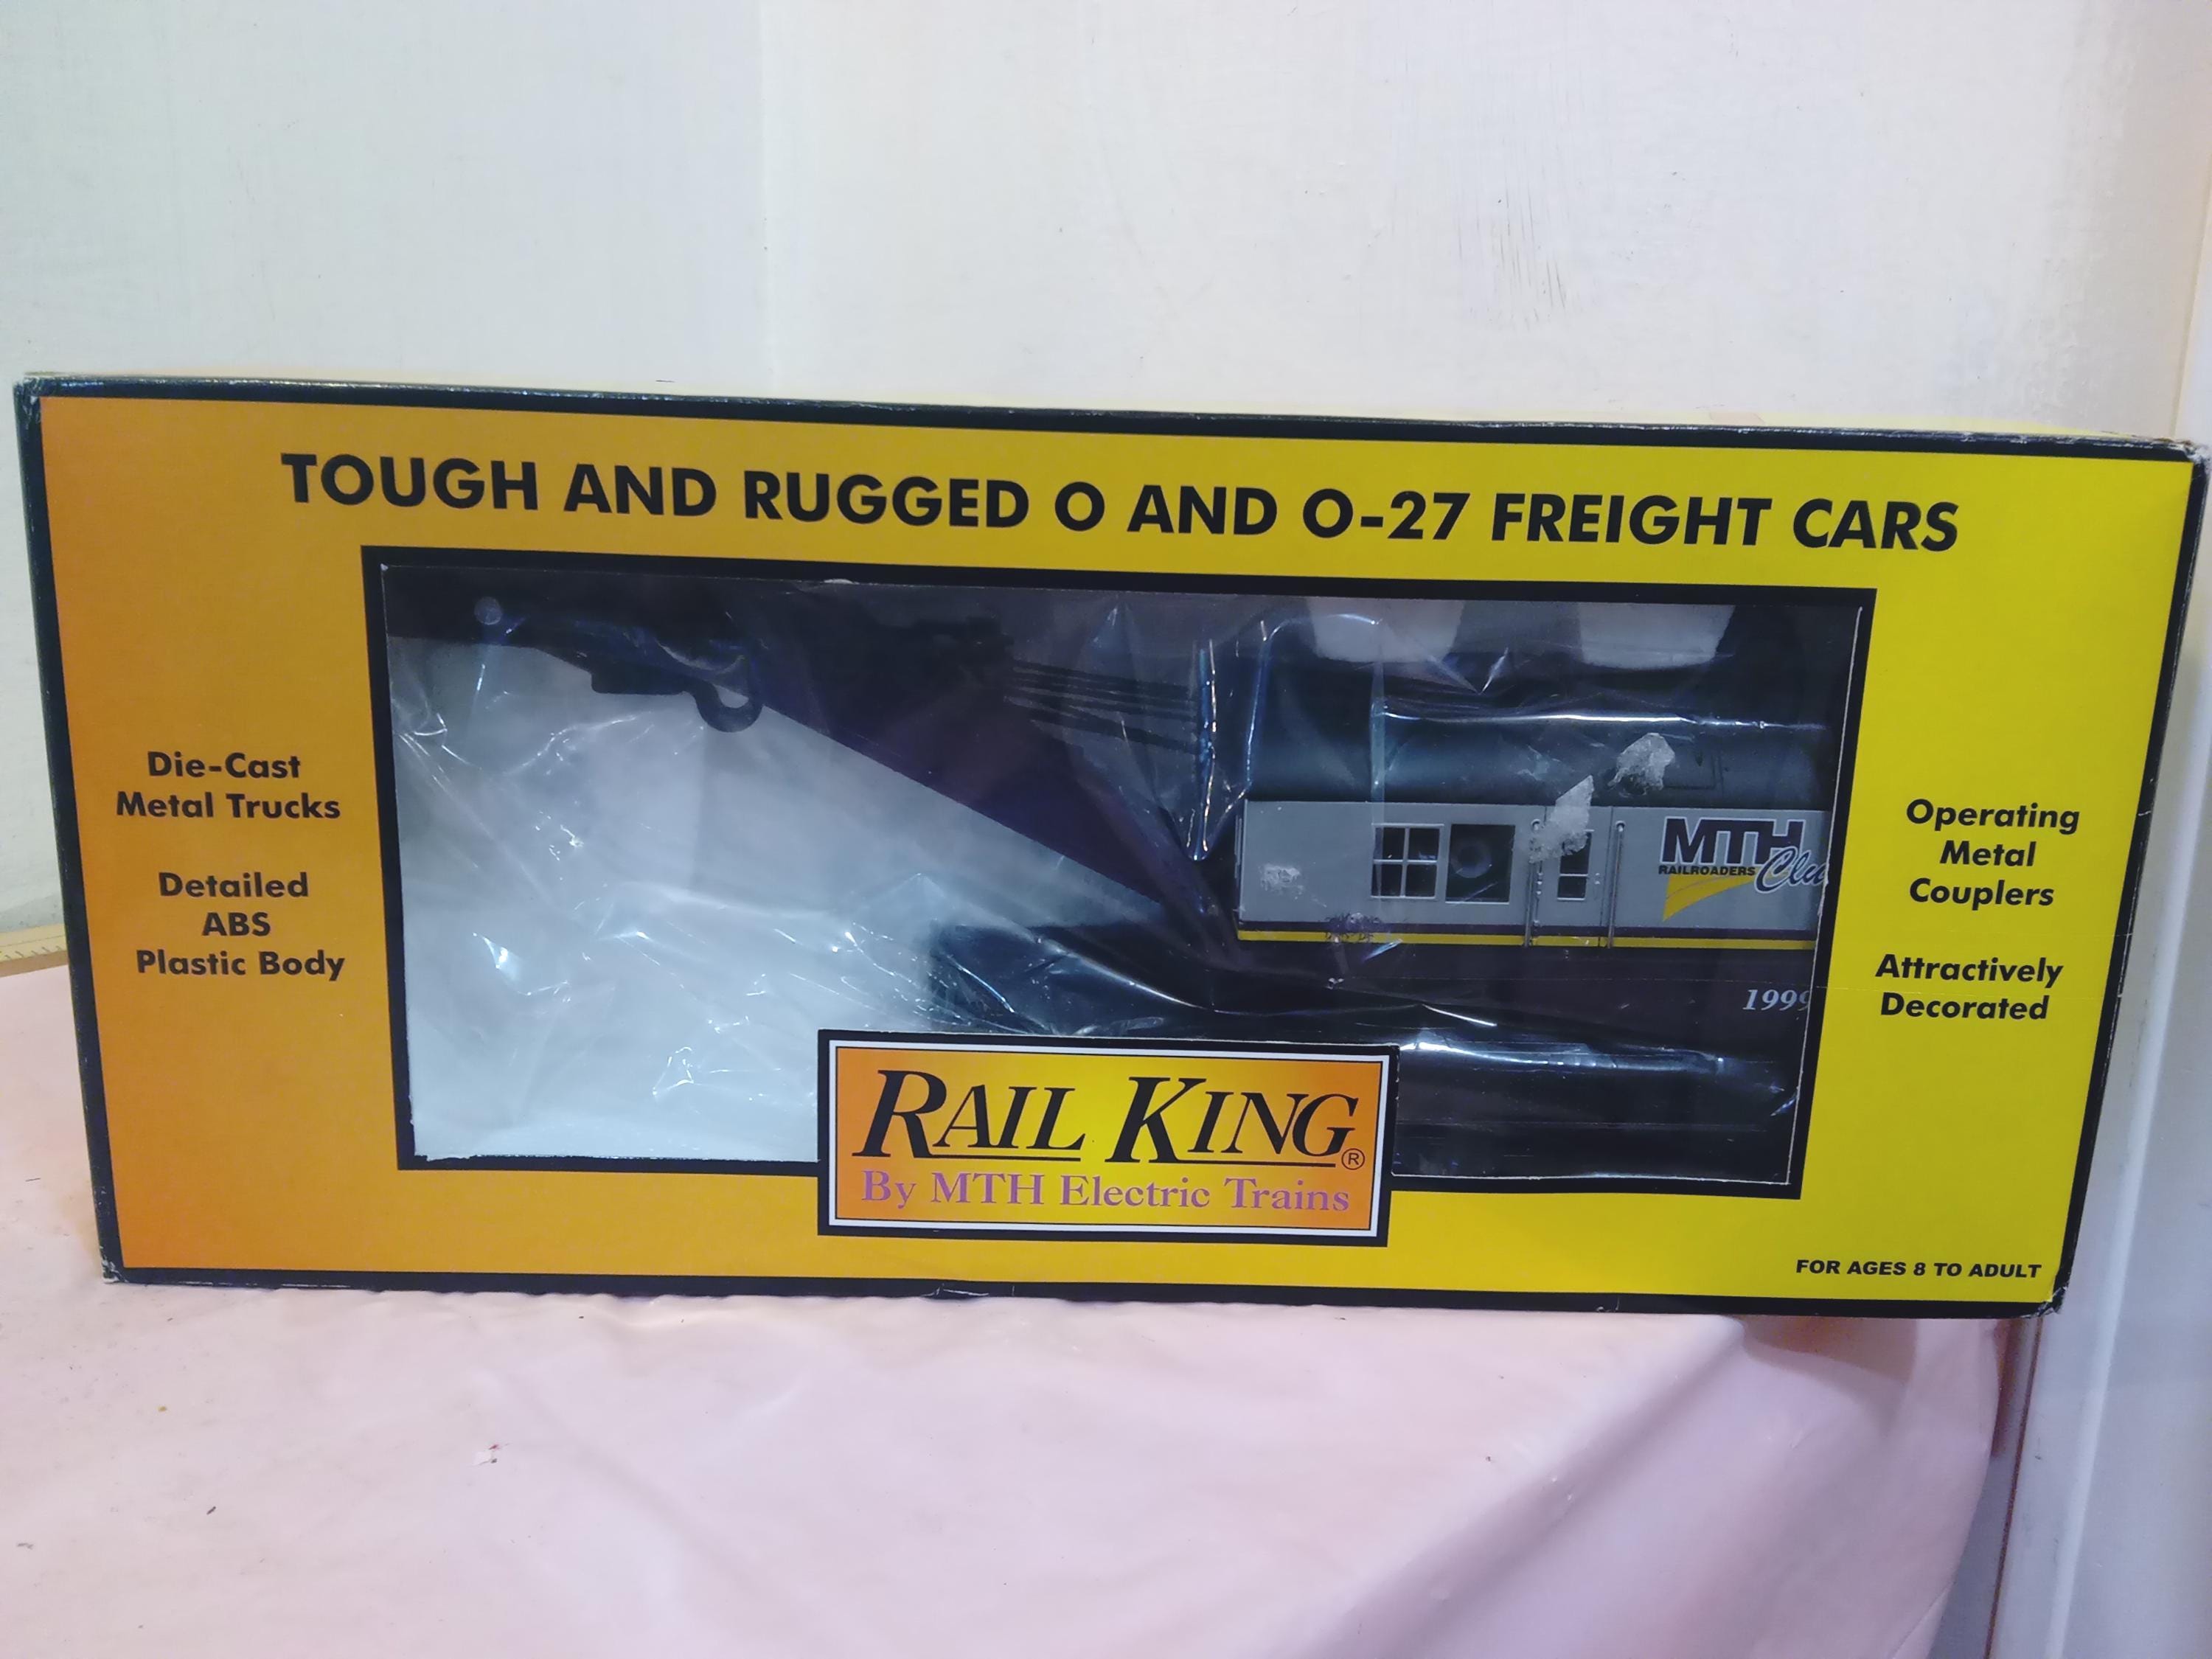 TOUGH AND RUGGED O AND O-27 FREIGHT CARS
Die-Cast
Metal Trucks
Detailed
ABS
Plastic Body
MTH
RAILROADERS
1999
Operating
Metal
Couplers
Attractively
Decorated
RAIL KING®
By MTH Electric Trains
FOR AGES 8 TO ADULT